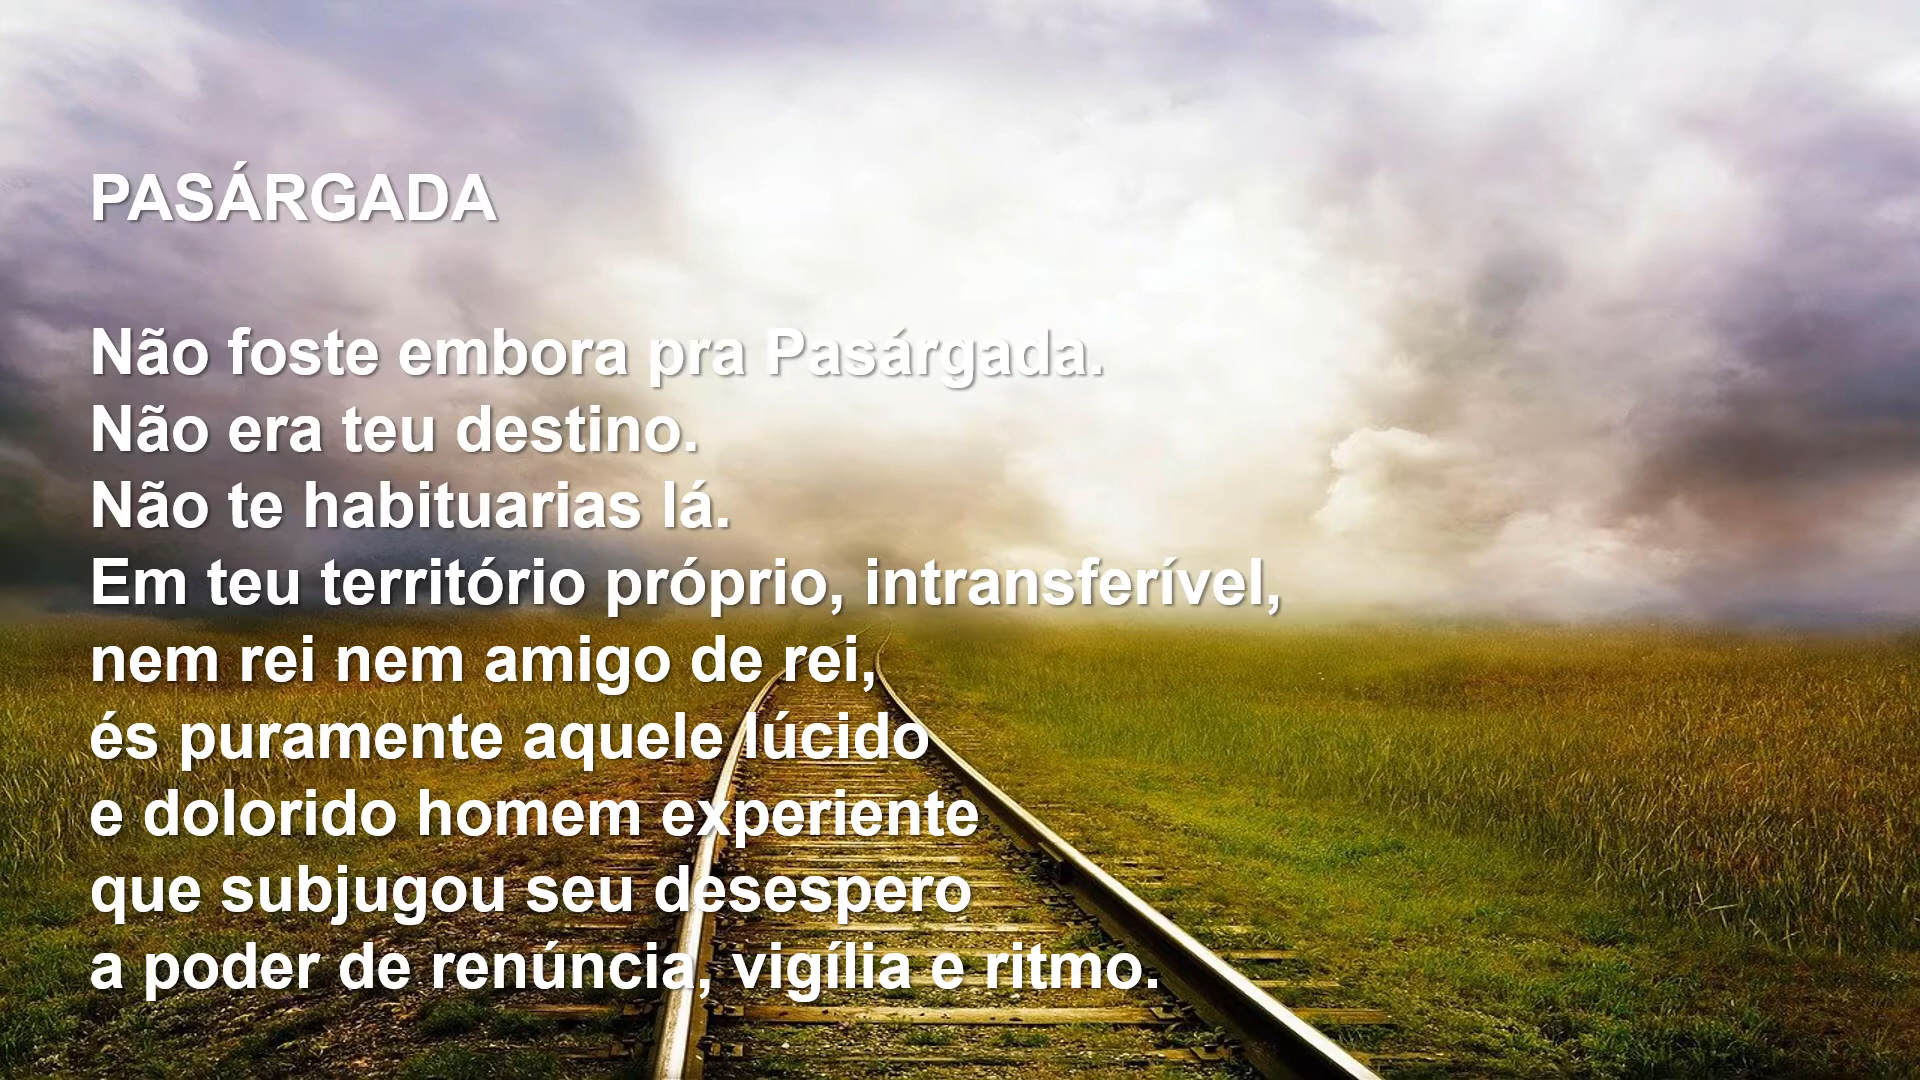 PASÁRGADA
Não foste embora pra Pasárgada.
Não era teu destino.
Não te habituarias lá.
Em teu território próprio, intransferível,
nem rei nem amigo de rei,
és puramente aquele lúcido
e dolorido homem experiente
que subjugou seu desespero
a poder de renúncia, vigília e ritmo.